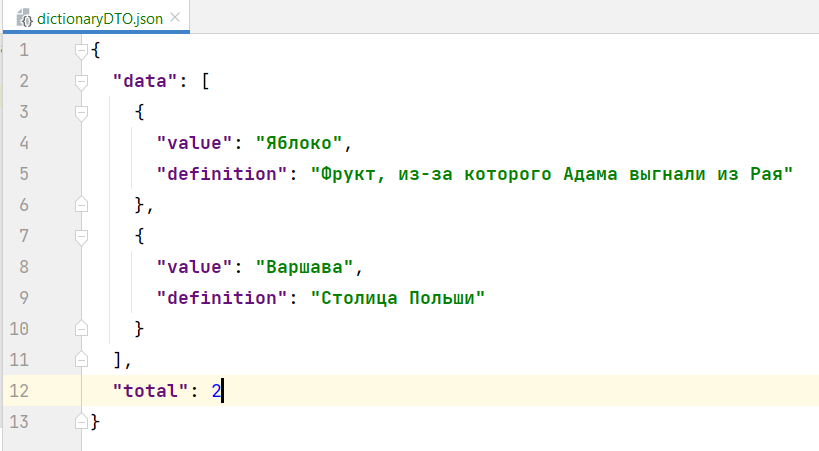 dictionaryDTO.json
1 {
2 "data": [
3 {
4 "value": "Яблоко",
5 "definition": "Фрукт, из-за которого Адама выгнали из Рая"
6 },
7 {
8 "value": "Варшава",
9 "definition": "Столица Польши"
10 }
11 ],
12 "total": 2
13 }